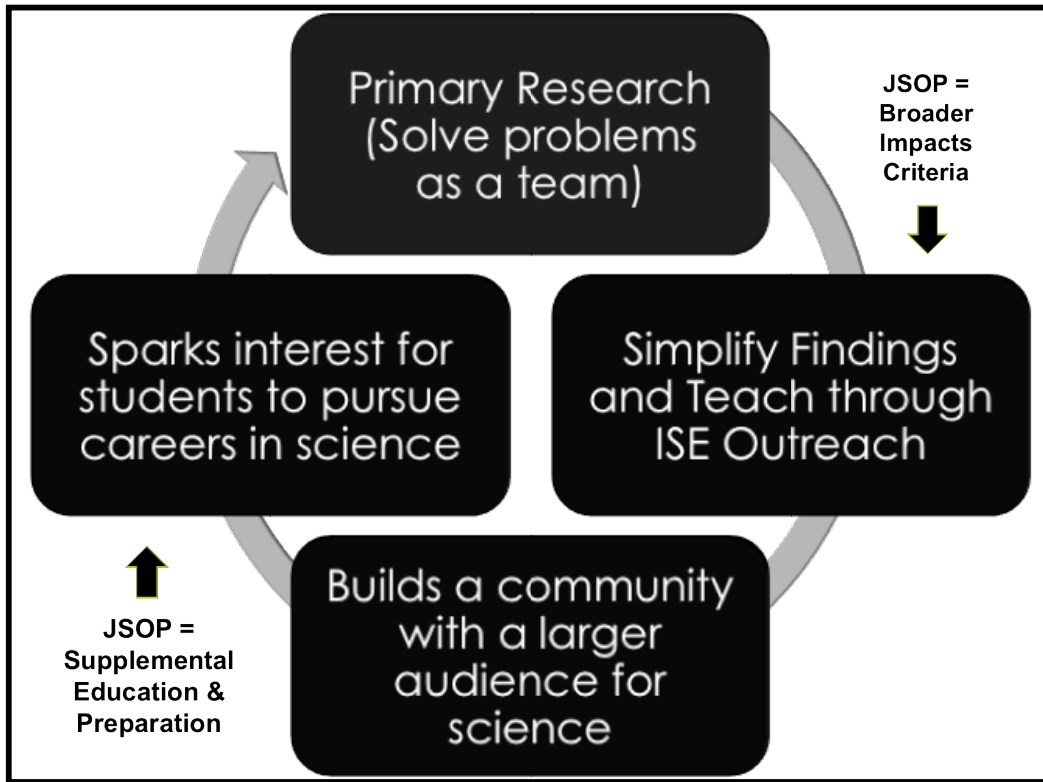 Primary Research
(Solve problems
as a team)
JSOP =
Broader
Impacts
Criteria
Simplify Findings
and Teach through
ISE Outreach
Builds a community
with a larger
audience for
science
Sparks interest for
students to pursue
careers in science
JSOP =
Supplemental
Education &
Preparation